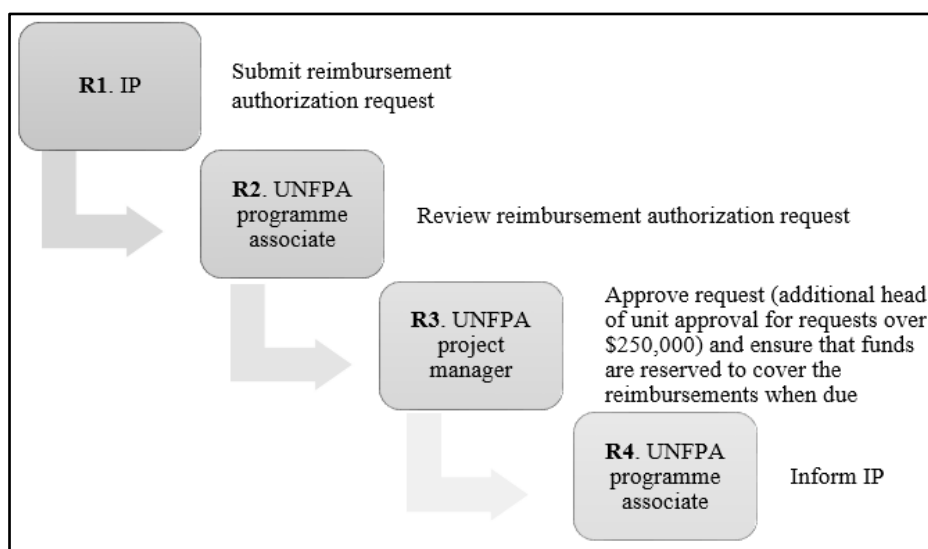 R1. IP
Submit reimbursement
authorization request
R2. UNFPA
programme
associate
Review reimbursement authorization request
R3. UNFPA
project
manager
Approve request (additional head
of unit approval for requests over
$250,000) and ensure that funds
are reserved to cover the
reimbursements when due
R4. UNFPA
programme
associate
Inform IP